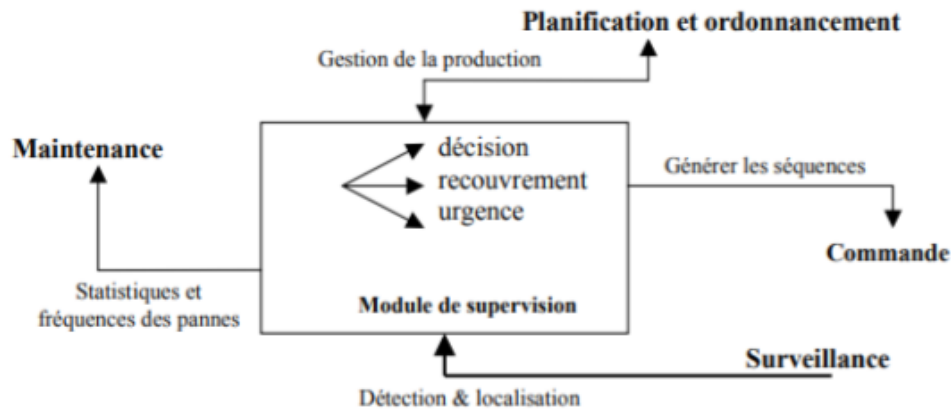 Planification et ordonnancement
Gestion de la production
Maintenance
décision
recouvrement
urgence
Générer les séquences
Commande
Statistiques et
fréquences des pannes
Module de supervision
Surveillance
Détection & localisation